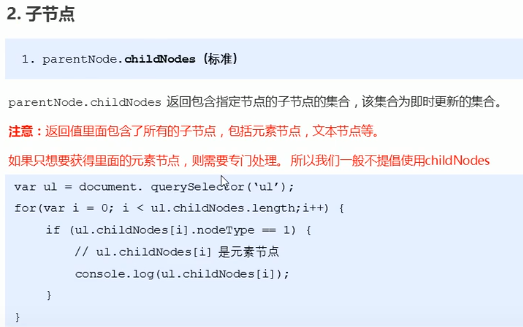 2. 子节点
1. parentNode.childNodes（标准）
parentNode.childNodes 返回包含指定节点的子节点的集合，该集合为即时更新的集合。
注意：返回值里面包含了所有的子节点，包括元素节点，文本节点等。
如果只想要获得里面的元素节点，则需要专门处理。 所以我们一般不提倡使用childNodes
var ul = document. querySelector(‘ul’);
for(var i = 0; i < ul.childNodes.length;i++) {
if (ul.childNodes[i].nodeType == 1) {
// ul.childNodes[i] 是元素节点
console.log(ul.childNodes[i]);
}
}